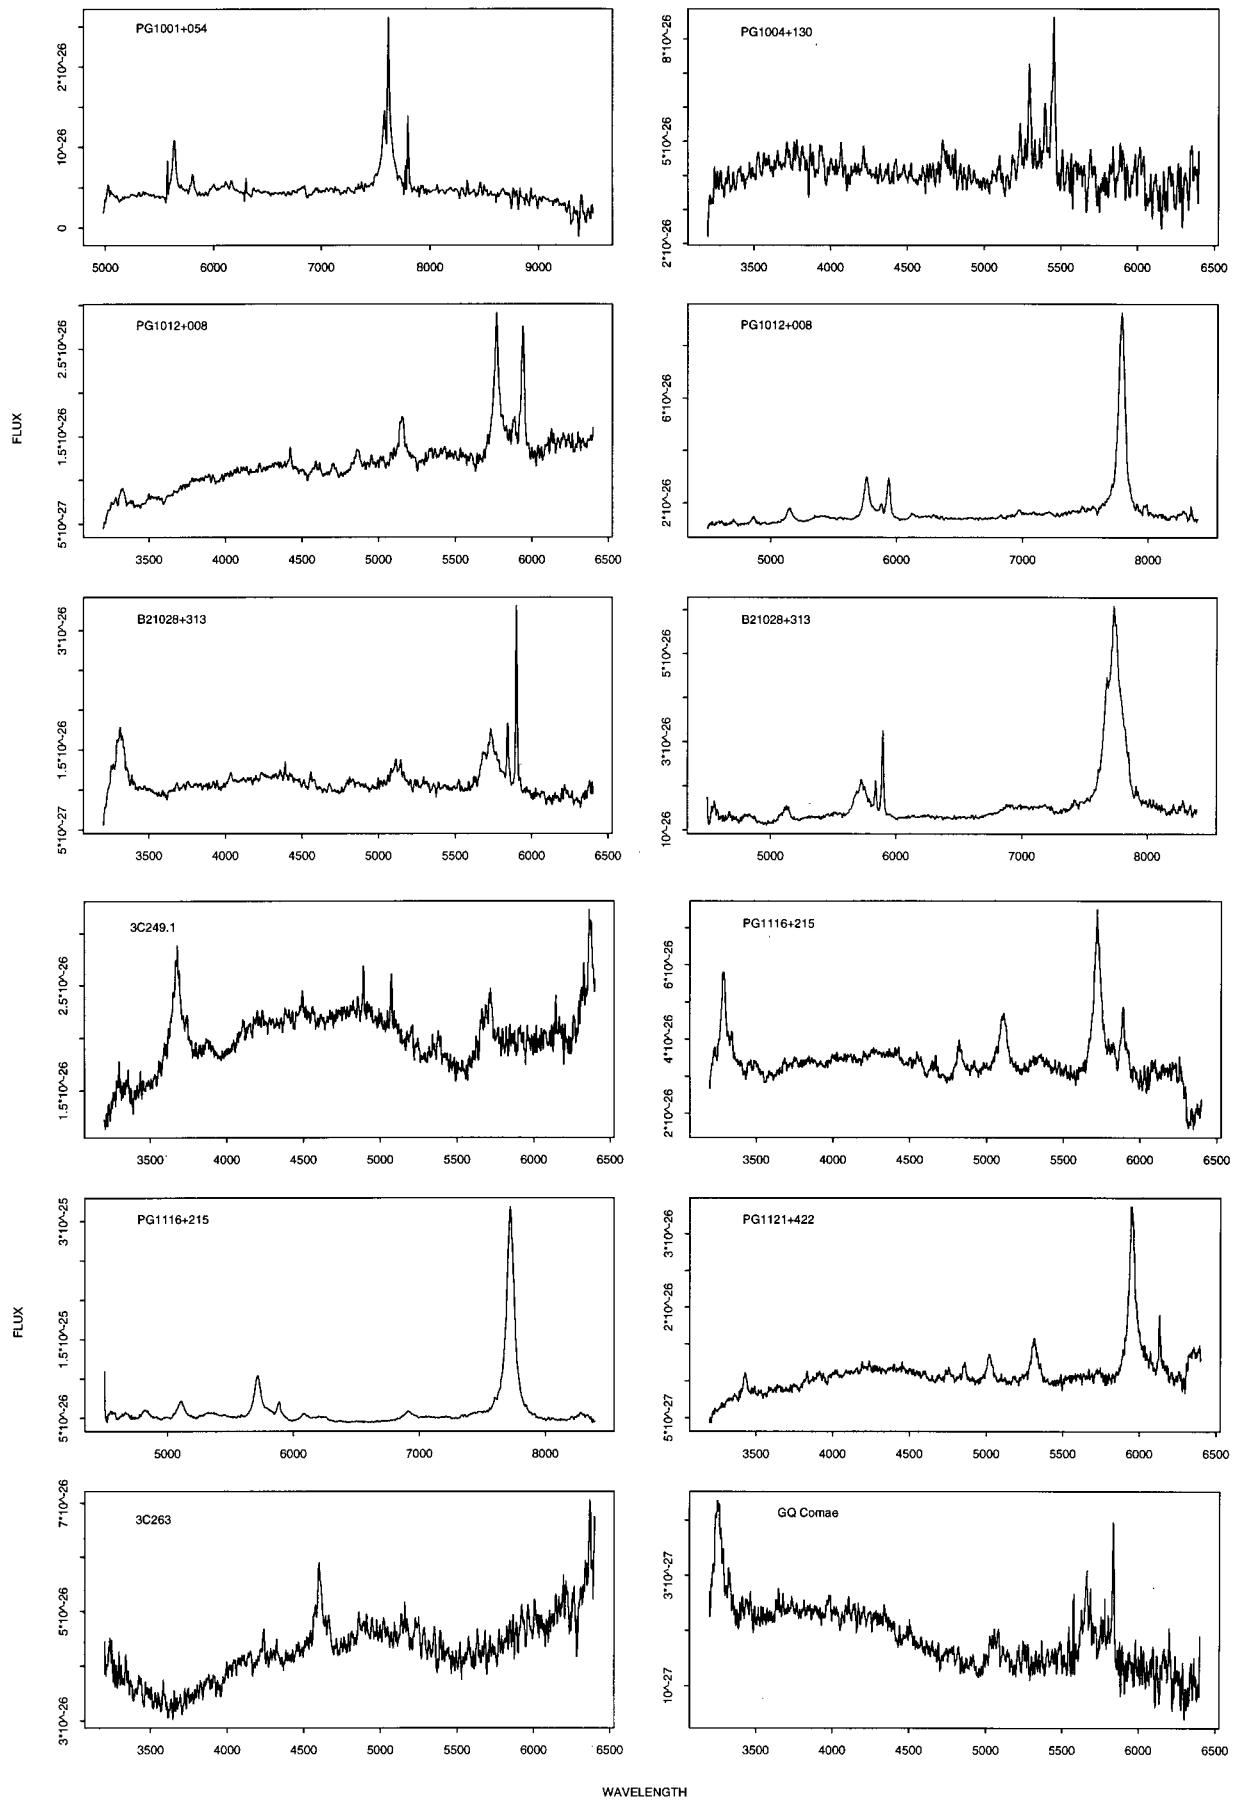 PG1001+054
0 10^-26 2*10^-26
5000 6000 7000 8000 9000
PG1004+130
2*10^-26 5*10^-26 8*10^-26
3500 4000 4500 5000 5500 6000 6500
FLUX
PG1012+008
5*10^-27 1.5*10^-26 2.5*10^-26
3500 4000 4500 5000 5500 6000 6500
PG1012+008
2*10^-26 6*10^-26
5000 6000 7000 8000
B21028+313
5*10^-27 1.5*10^-26 3*10^-26
3500 4000 4500 5000 5500 6000 6500
B21028+313
10^-26 3*10^-26 5*10^-26
5000 6000 7000 8000
3C249.1
1.5*10^-26 2.5*10^-26
3500 4000 4500 5000 5500 6000 6500
PG1116+215
2*10^-26 4*10^-26 6*10^-26
3500 4000 4500 5000 5500 6000 6500
FLUX
PG1116+215
5*10^-26 1.5*10^-25 3*10^-25
5000 6000 7000 8000
PG1121+422
5*10^-27 2*10^-26 3*10^-26
3500 4000 4500 5000 5500 6000 6500
3C263
3*10^-26 5*10^-26 7*10^-26
3500 4000 4500 5000 5500 6000 6500
GQ Comae
10^-27 3*10^-27
3500 4000 4500 5000 5500 6000 6500
WAVELENGTH